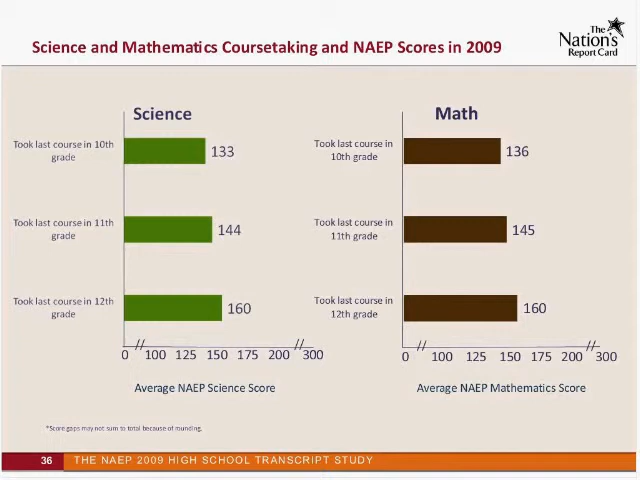 Science and Mathematics Coursetaking and NAEP Scores in 2009
The
Nation's
Report Card
Science
Took last course in 10th
grade
133
Took last course in 11th
grade
144
Took last course in 12th
grade
160
0 // 100 125 150 175 200 // 300
Average NAEP Science Score
Math
Took last course in
10th grade
136
Took last course in
11th grade
145
Took last course in
12th grade
160
0 // 100 125 150 175 200 // 300
Average NAEP Mathematics Score
*Score gaps may not sum to total because of rounding.
36 THE NAEP 2009 HIGH SCHOOL TRANSCRIPT STUDY